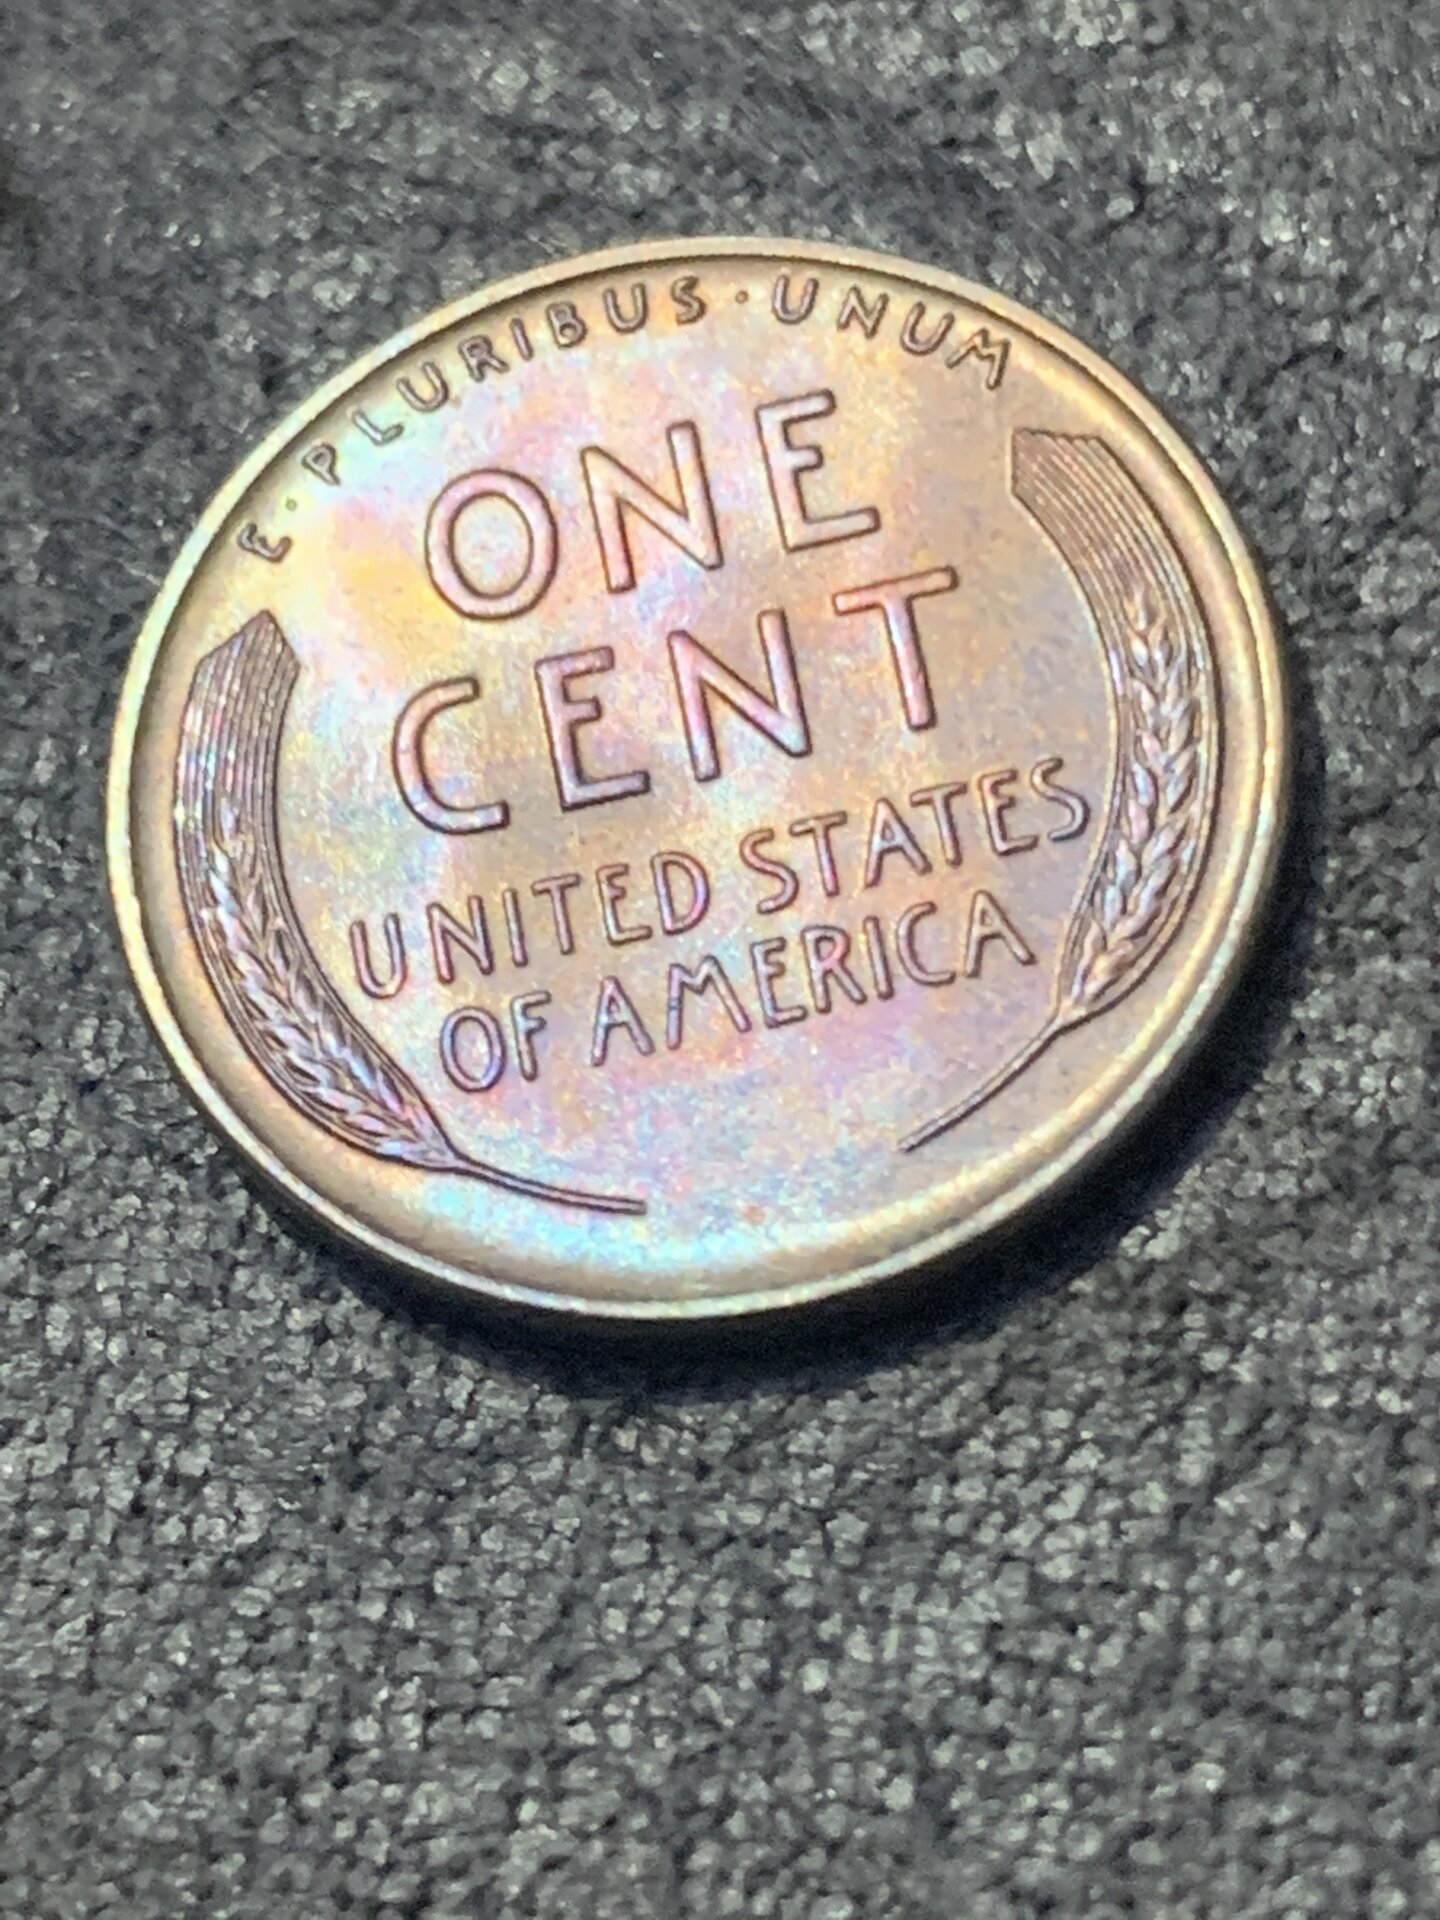 E · PLURIBUS · UNUM
ONE
CENT
UNITED STATES
OF AMERICA